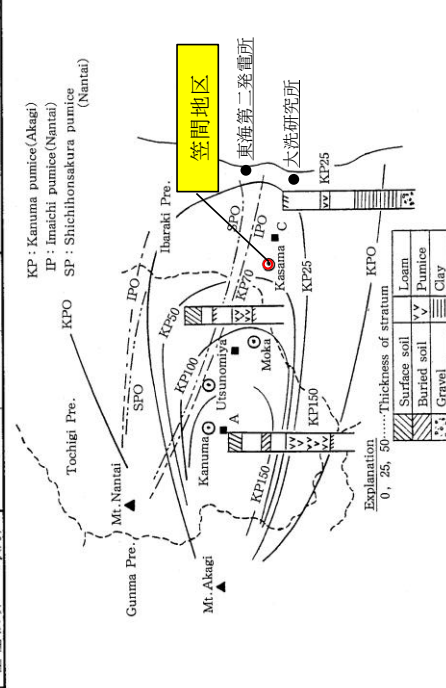 KP : Kanuma pumice(Akagi)
IP : Imaichi pumice(Nantai)
SP : Shichihonsakura pumice
(Nantai)
Gunma Pre.
Tochigi Pre.
Ibaraki Pre.
Mt.Nantai
Mt.Akagi
KPO
SPO
IPO
SPO
IPO
KP50
KP100
KP70
KP150
KP150
KP25
KP25
KPO
Kanuma
A
Utsunomiya
Moka
Kasama
C
笠間地区
東海第二発電所
大洗研究所
Explanation
0, 25, 50……Thickness of stratum
Surface soil
Loam
Buried soil
Pumice
Gravel
Clay